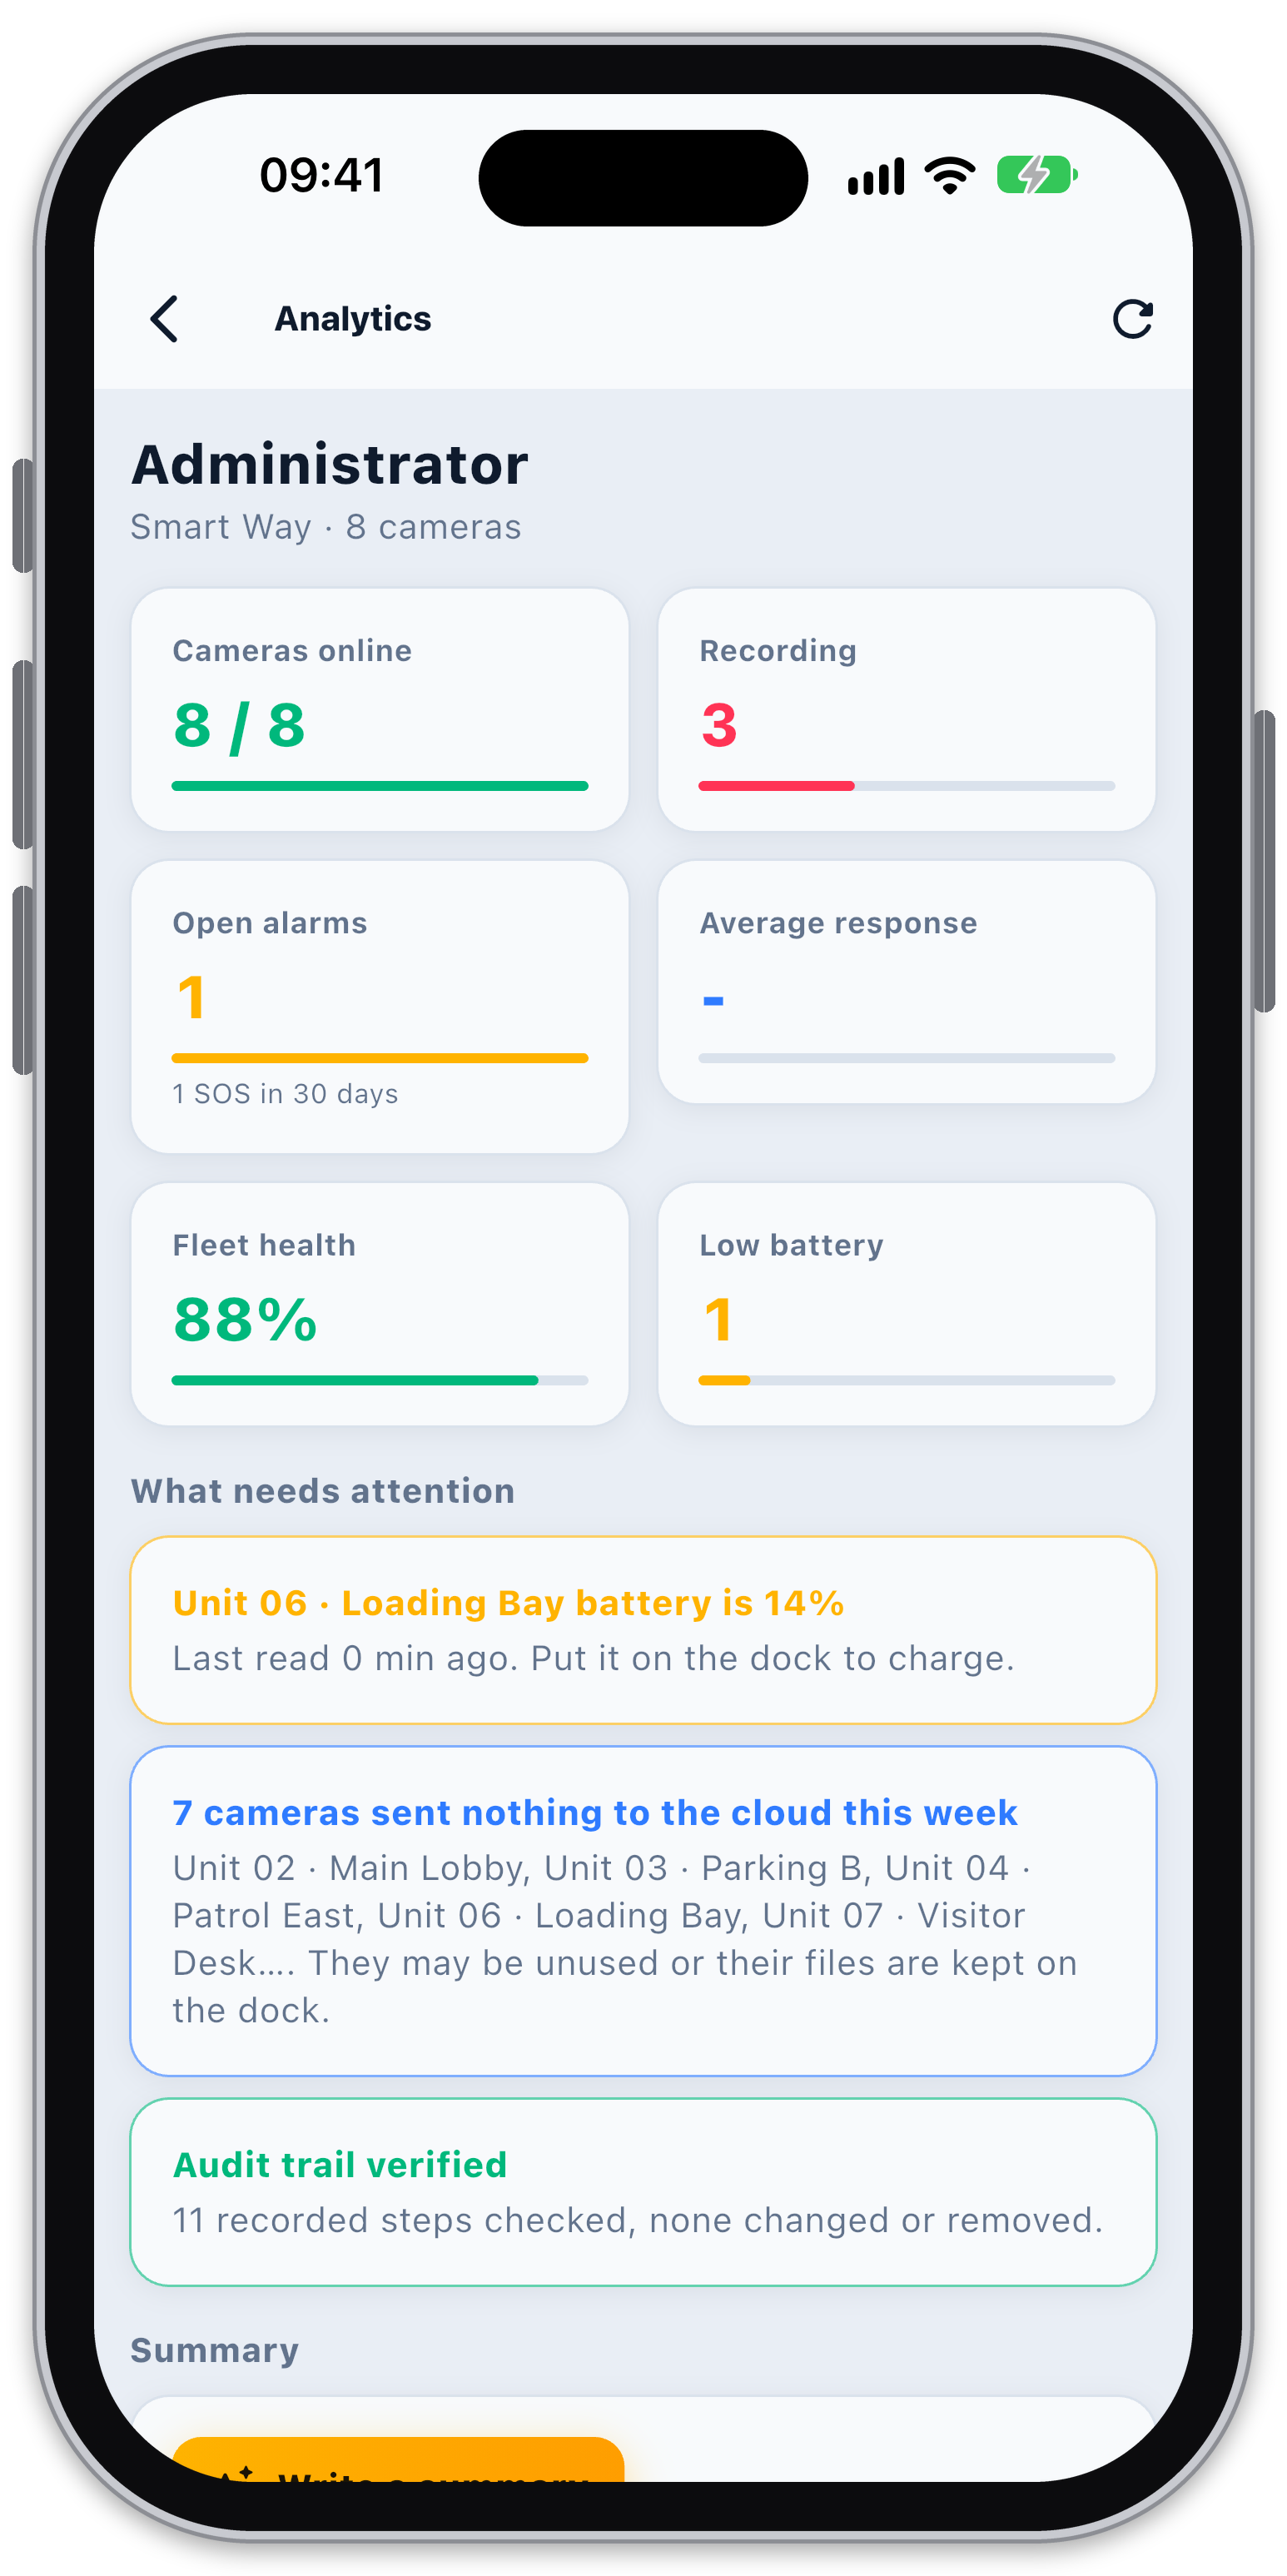 09:41
Analytics
Administrator
Smart Way · 8 cameras
Cameras online
8 / 8
Recording
3
Open alarms
1
1 SOS in 30 days
Average response
-
Fleet health
88%
Low battery
1
What needs attention
Unit 06 · Loading Bay battery is 14%
Last read 0 min ago. Put it on the dock to charge.
7 cameras sent nothing to the cloud this week
Unit 02 · Main Lobby, Unit 03 · Parking B, Unit 04 ·
Patrol East, Unit 06 · Loading Bay, Unit 07 · Visitor
Desk.... They may be unused or their files are kept on
the dock.
Audit trail verified
11 recorded steps checked, none changed or removed.
Summary
Write a summary